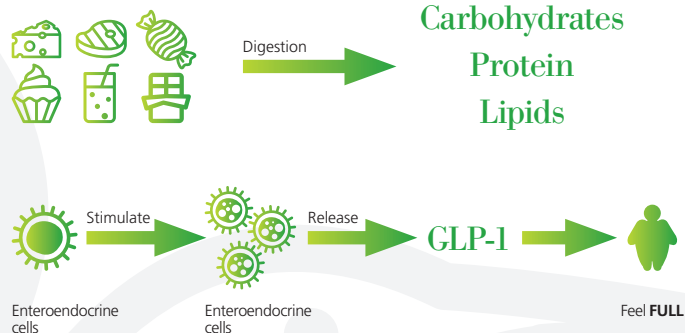 Digestion
Carbohydrates
Protein
Lipids
Stimulate
Release
GLP-1
Enteroendocrine
cells
Enteroendocrine
cells
Feel FULL